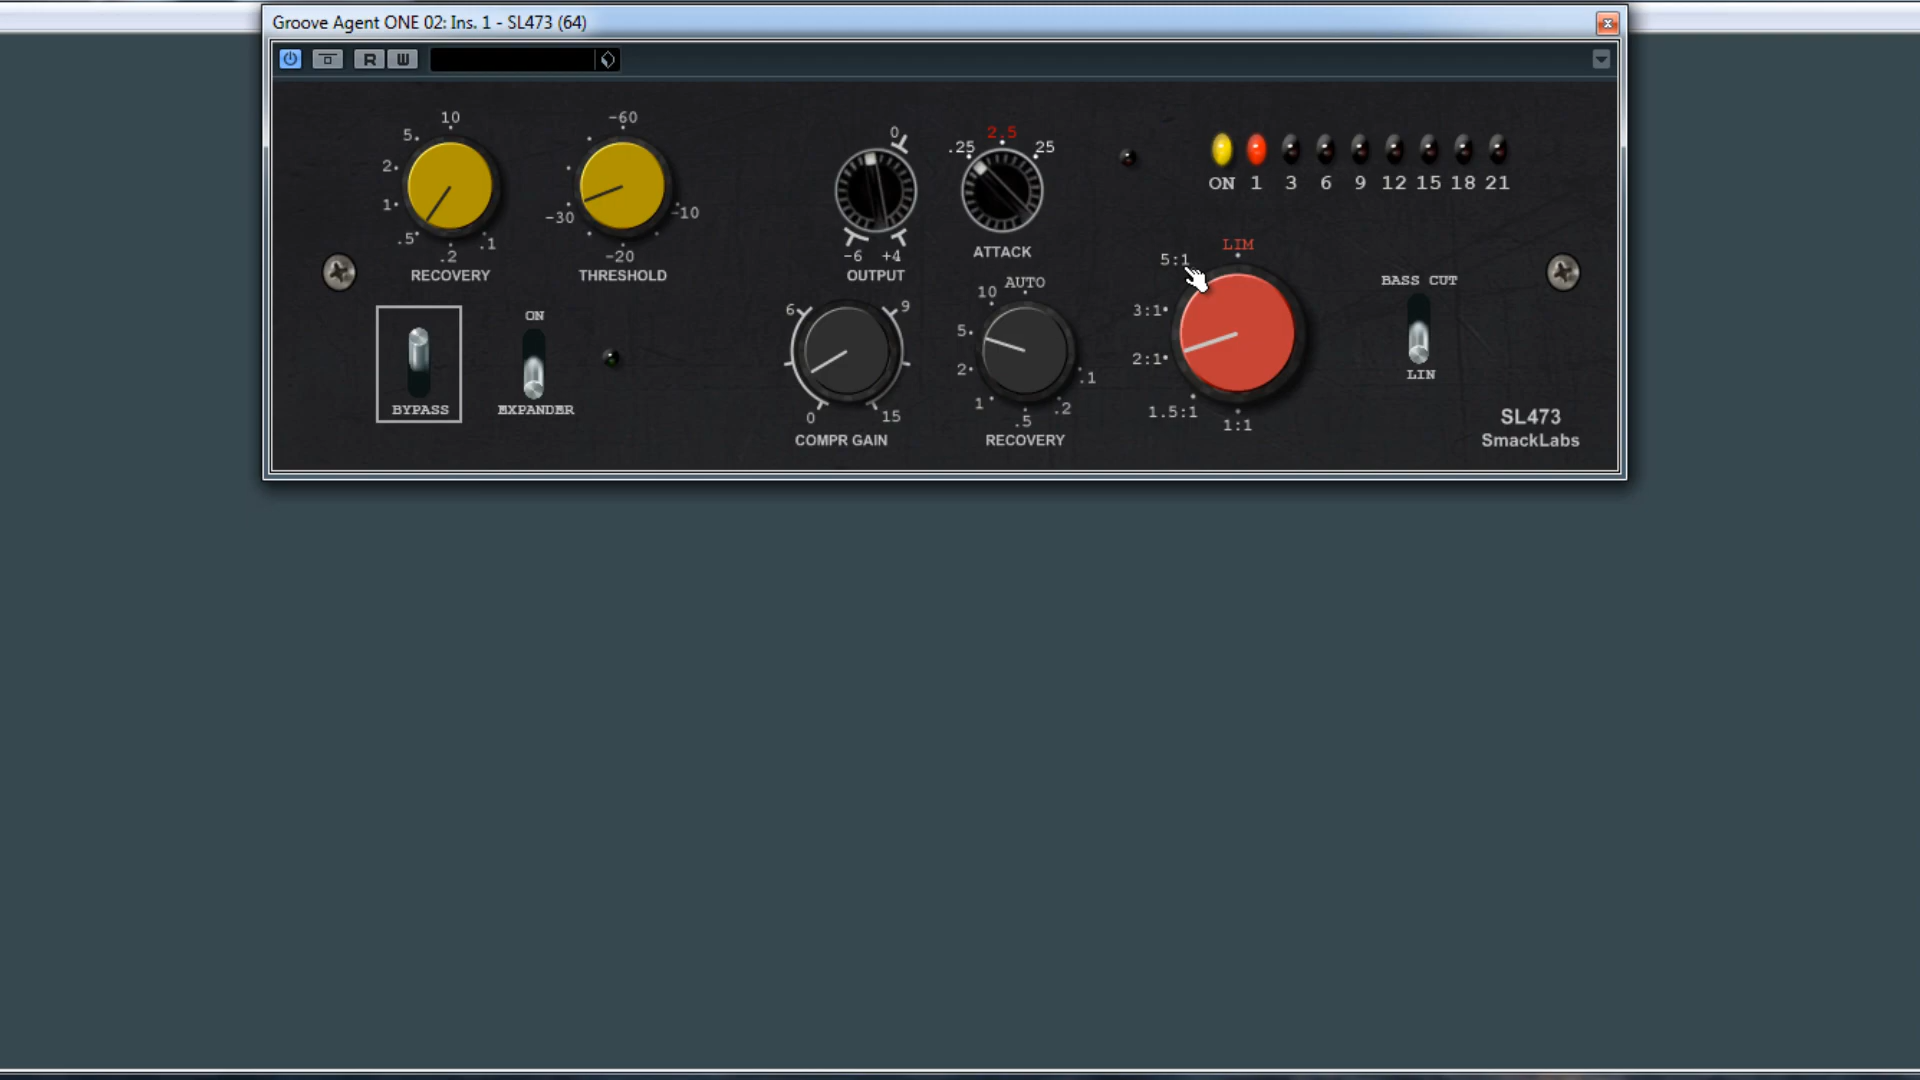 Groove Agent ONE 02: Ins. 1 - SL473 (64)
R W
10
5
2
1
.5
.2
.1
RECOVERY
-60
-30
-10
-20
THRESHOLD
0
-6 +4
OUTPUT
.25 2.5 25
ATTACK
ON 1 3 6 9 12 15 18 21
BYPASS
ON
EXPANDER
6 9
0 15
COMPR GAIN
AUTO
10
5
2
1
.5
.2
.1
RECOVERY
LIM
5:1
3:1
2:1
1.5:1
1:1
BASS CUT
LIN
SL473
SmackLabs